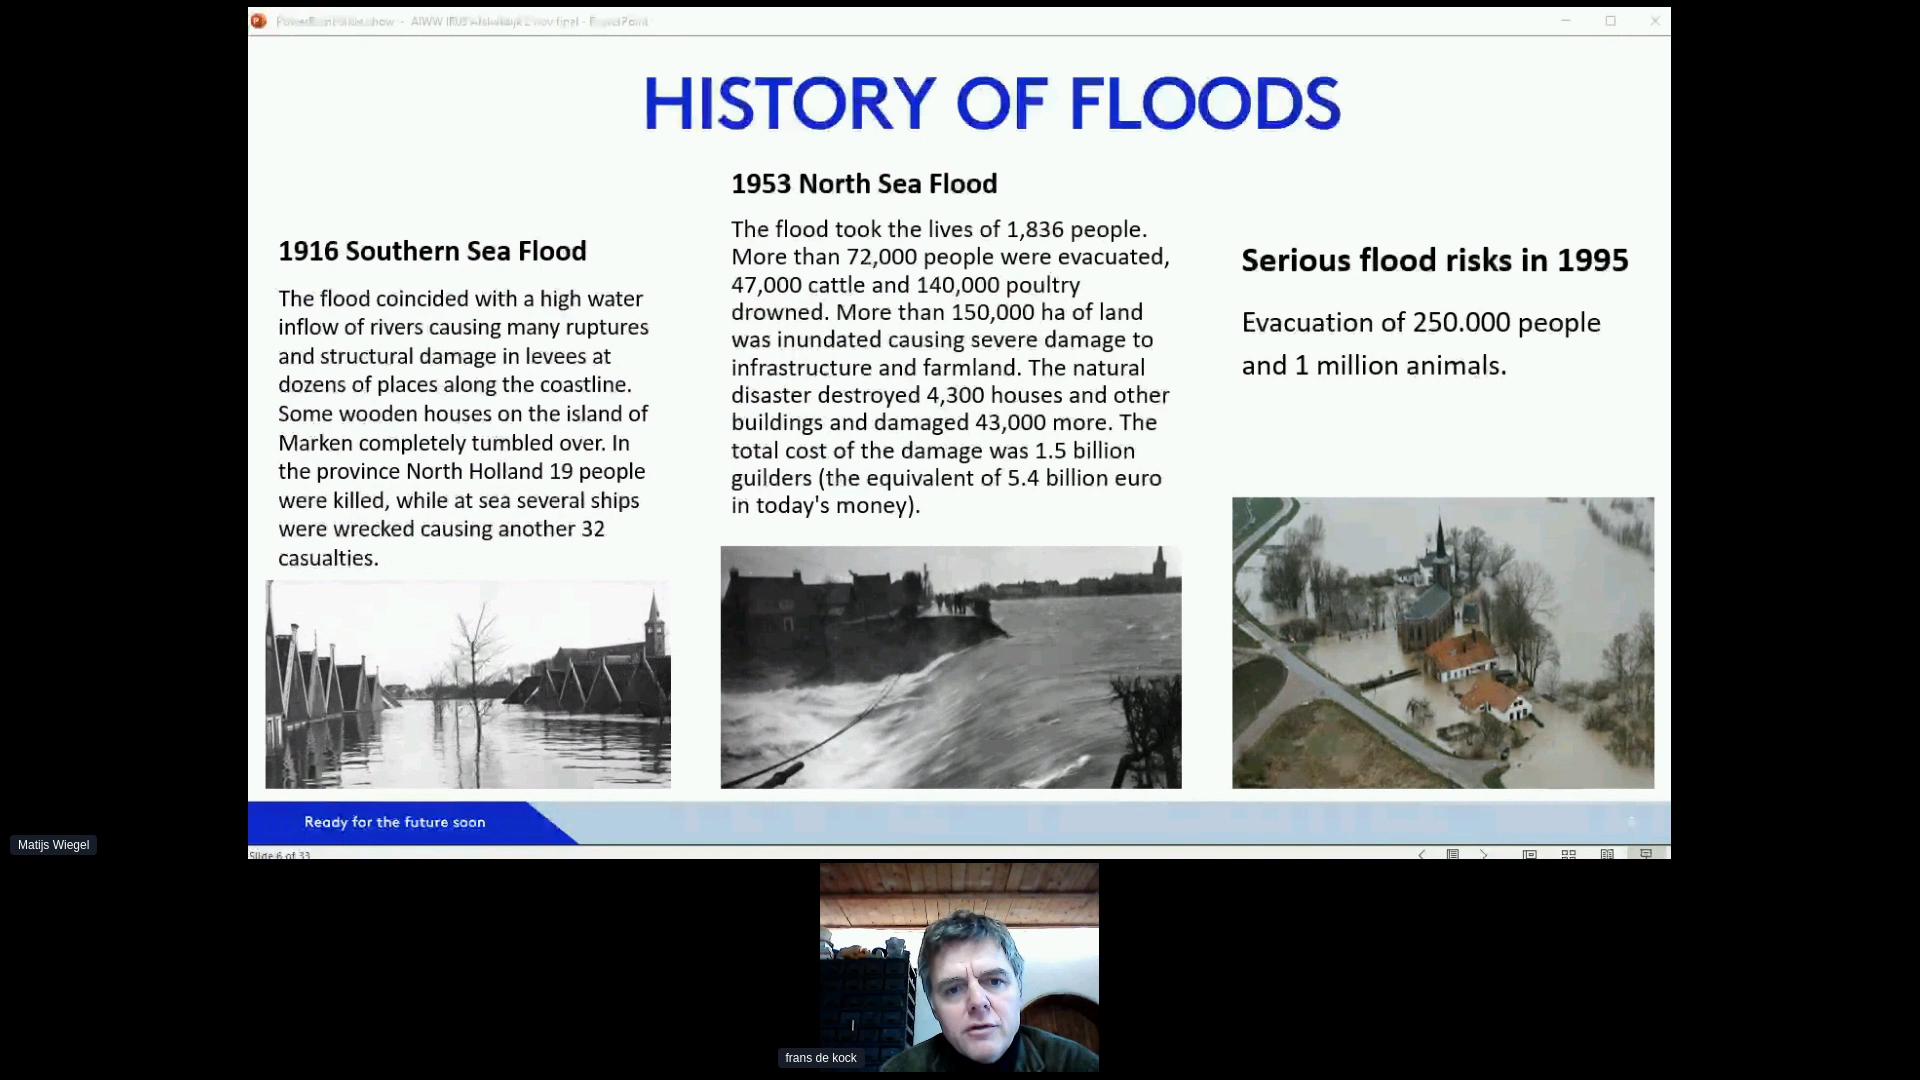 HISTORY OF FLOODS
1916 Southern Sea Flood
The flood coincided with a high water
inflow of rivers causing many ruptures
and structural damage in levees at
dozens of places along the coastline.
Some wooden houses on the island of
Marken completely tumbled over. In
the province North Holland 19 people
were killed, while at sea several ships
were wrecked causing another 32
casualties.
1953 North Sea Flood
The flood took the lives of 1,836 people.
More than 72,000 people were evacuated,
47,000 cattle and 140,000 poultry
drowned. More than 150,000 ha of land
was inundated causing severe damage to
infrastructure and farmland. The natural
disaster destroyed 4,300 houses and other
buildings and damaged 43,000 more. The
total cost of the damage was 1.5 billion
guilders (the equivalent of 5.4 billion euro
in today's money).
Serious flood risks in 1995
Evacuation of 250.000 people
and 1 million animals.
Ready for the future soon
Slide 6 of 33
Matijs Wiegel
frans de kock